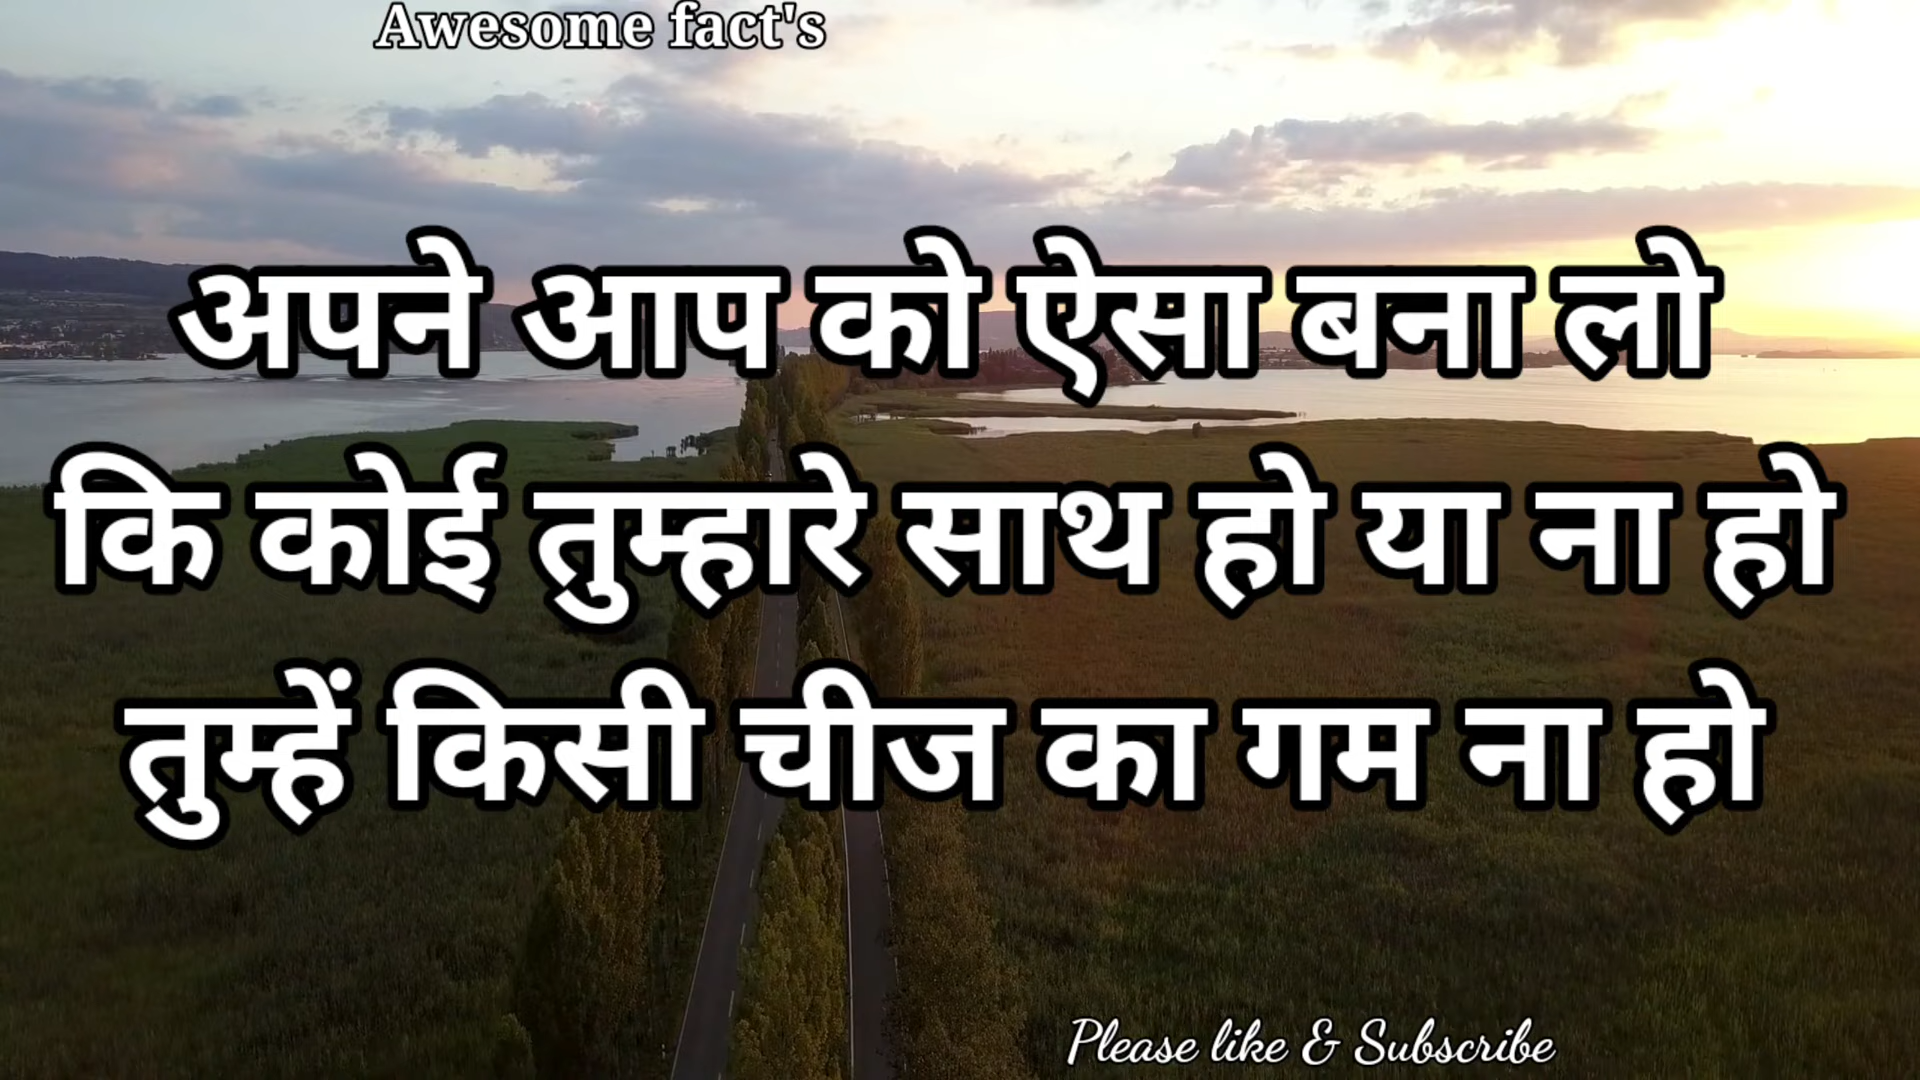 Awesome fact's
अपने आप को ऐसा बना लो
कि कोई तुम्हारे साथ हो या ना हो
तुम्हें किसी चीज का गम ना हो
Please like & Subscribe